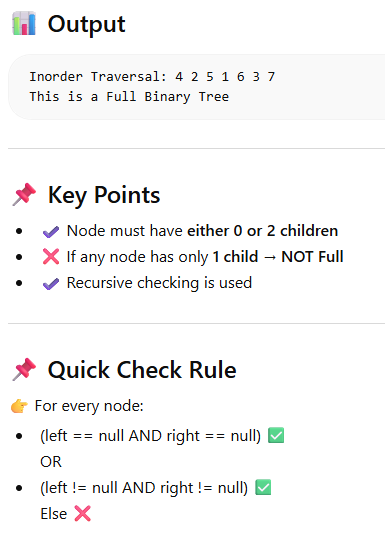 📊 Output
Inorder Traversal: 4 2 5 1 6 3 7
This is a Full Binary Tree
📌 Key Points
• ✔ Node must have either 0 or 2 children
• ❌ If any node has only 1 child → NOT Full
• ✔ Recursive checking is used
📌 Quick Check Rule
👉 For every node:
• (left == null AND right == null) ✅
OR
• (left != null AND right != null) ✅
Else ❌